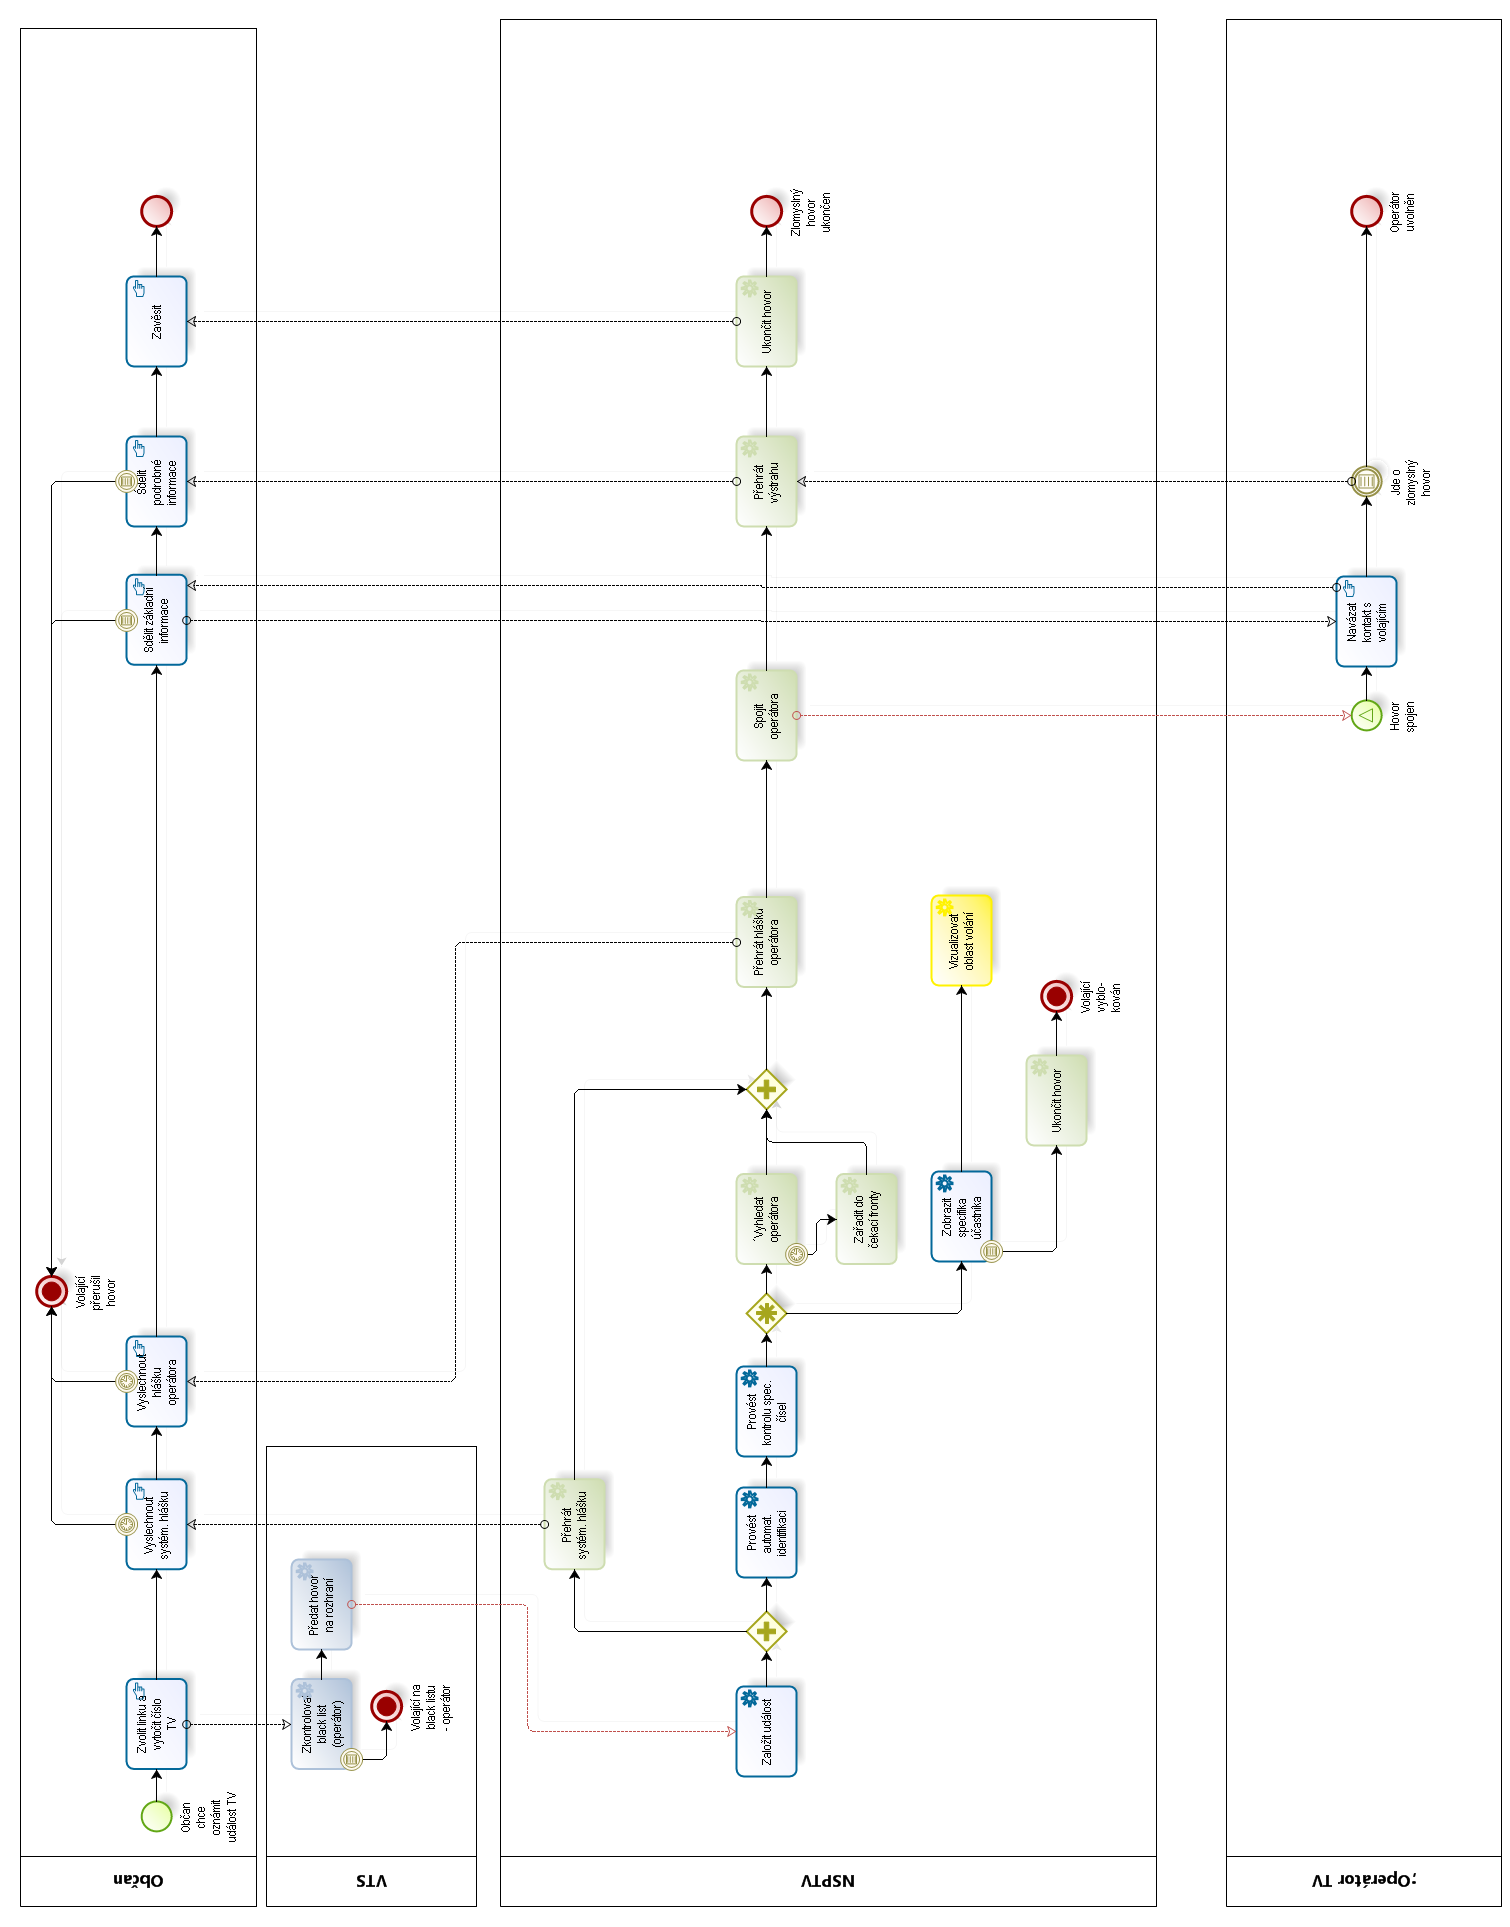 Občan
Občan
chce
oznámit
událost TV
Zvolit linku a
vytočit číslo
TV
Vyslechnout
systém. hlášku
Vyslechnout
hlášku
operátora
Volající
přerušil
hovor
Sdělit základní
informace
Sdělit
podrobné
informace
Zavěsit
VTS
Zkontrolova
black list
(operátor)
Volající na
black listu
- operátor
Předat hovor
na rozhraní
NSPTV
Založit událost
Přehrát
systém. hlášku
Provést
automat.
identifikaci
Provést
kontrolu spec.
čísel
Vyhledat
operátora
Zařadit do
čekací fronty
Zobrazit
specifika
účastníka
Ukončit hovor
Volající
vyblo-
kován
Vizualizovat
oblast volání
Přehrát hlášku
operátora
Spojit
operátora
Přehrát
výstrahu
Ukončit hovor
Zlomyslný
hovor
ukončen
;Operátor TV
Hovor
spojen
Navázat
kontakt s
volajícím
Jde o
zlomyslný
hovor
Operátor
uvolněn